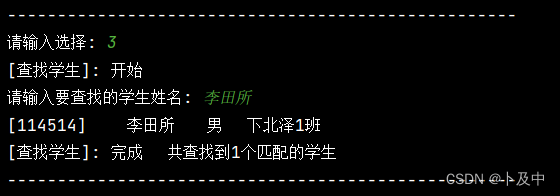 请输入选择: 3
[查找学生]: 开始
请输入要查找的学生姓名: 李田所
[114514] 李田所 男 下北泽1班
[查找学生]: 完成 共查找到1个匹配的学生
CSDN @卜及中